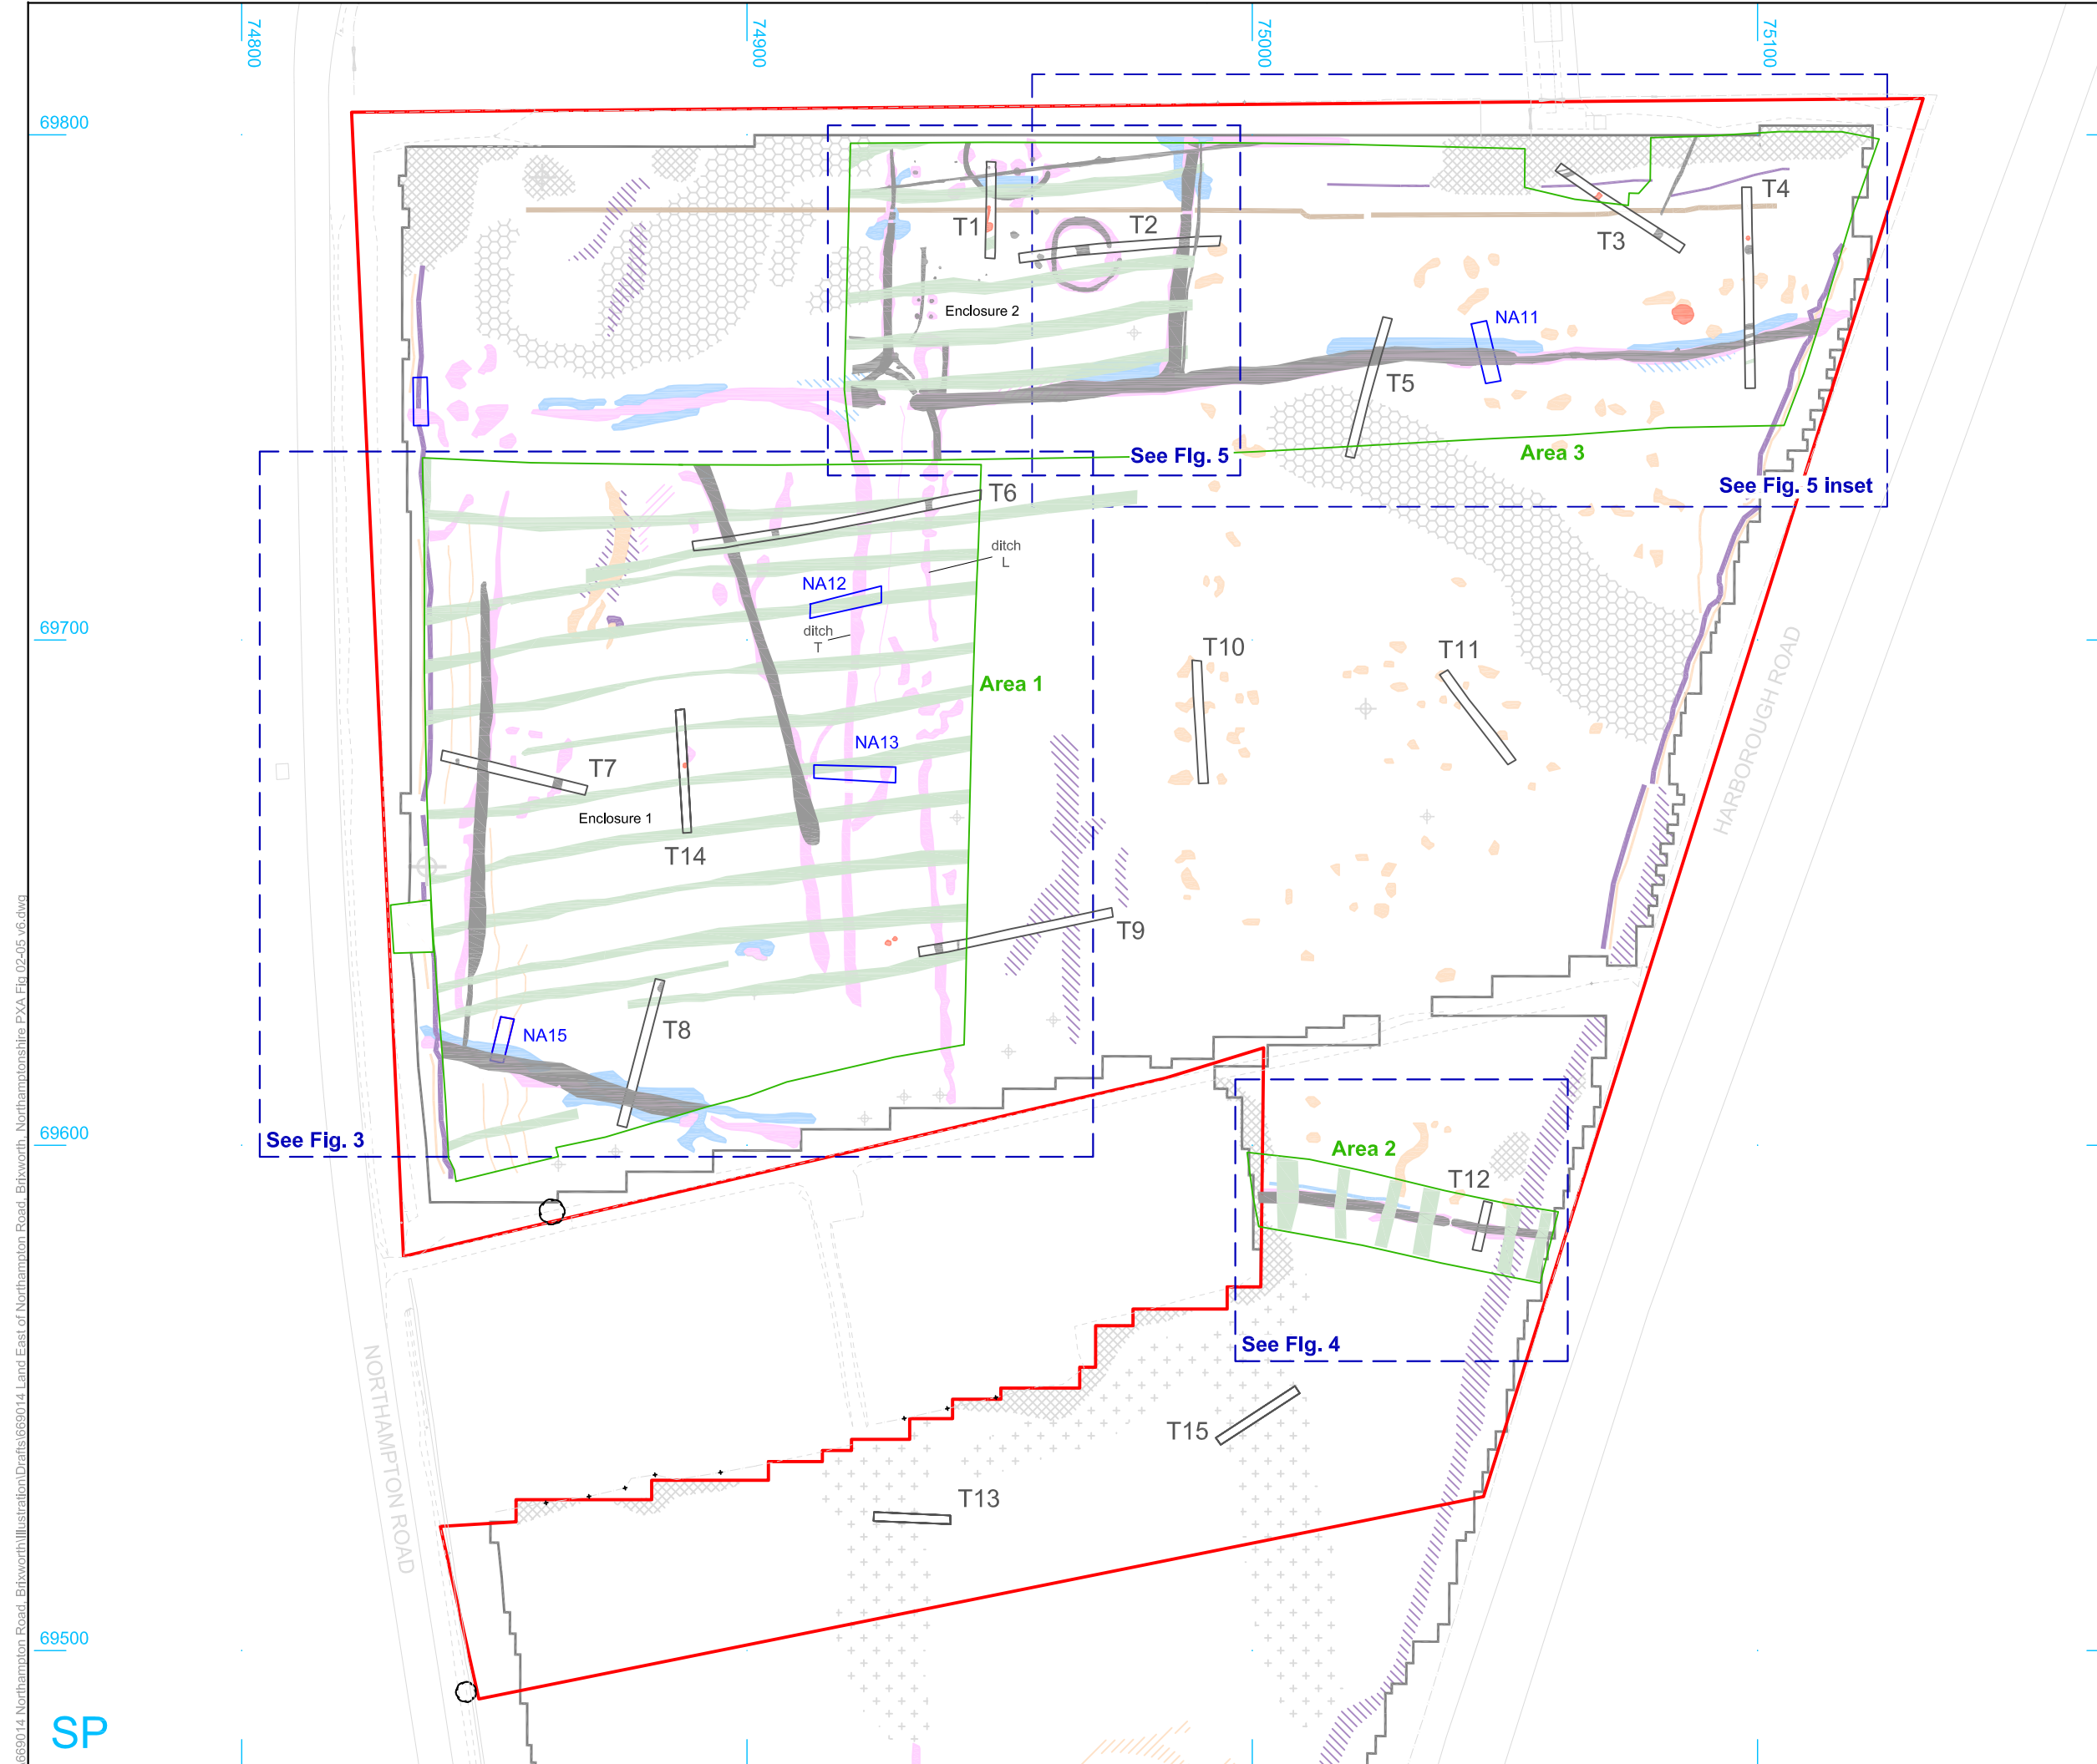 74800
74900
75000
75100
69800
T1
T2
T3
T4
Enclosure 2
NA11
T5
See FIg. 5
Area 3
See Fig. 5 inset
T6
ditch
L
NA12
ditch
T
69700
T10
T11
Area 1
HARBOROUGH ROAD
NA13
T7
Enclosure 1
T14
T9
NA15
T8
69600
See Fig. 3
Area 2
T12
See FIg. 4
NORTHAMPTON ROAD
T15
T13
69500
SP
\669014 Northampton Road, Brixworth\Illustration\Drafts\669014 Land East of Northampton Road, Brixworth, Northamptonshire PXA Fig 02-05 v6.dwg